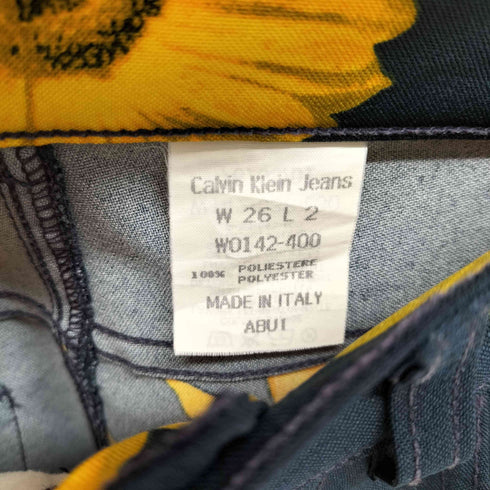 Calvin Klein Jeans
W 26 L 2
W0142-400
100% POLIESTERE
POLYESTER
MADE IN ITALY
ABUI